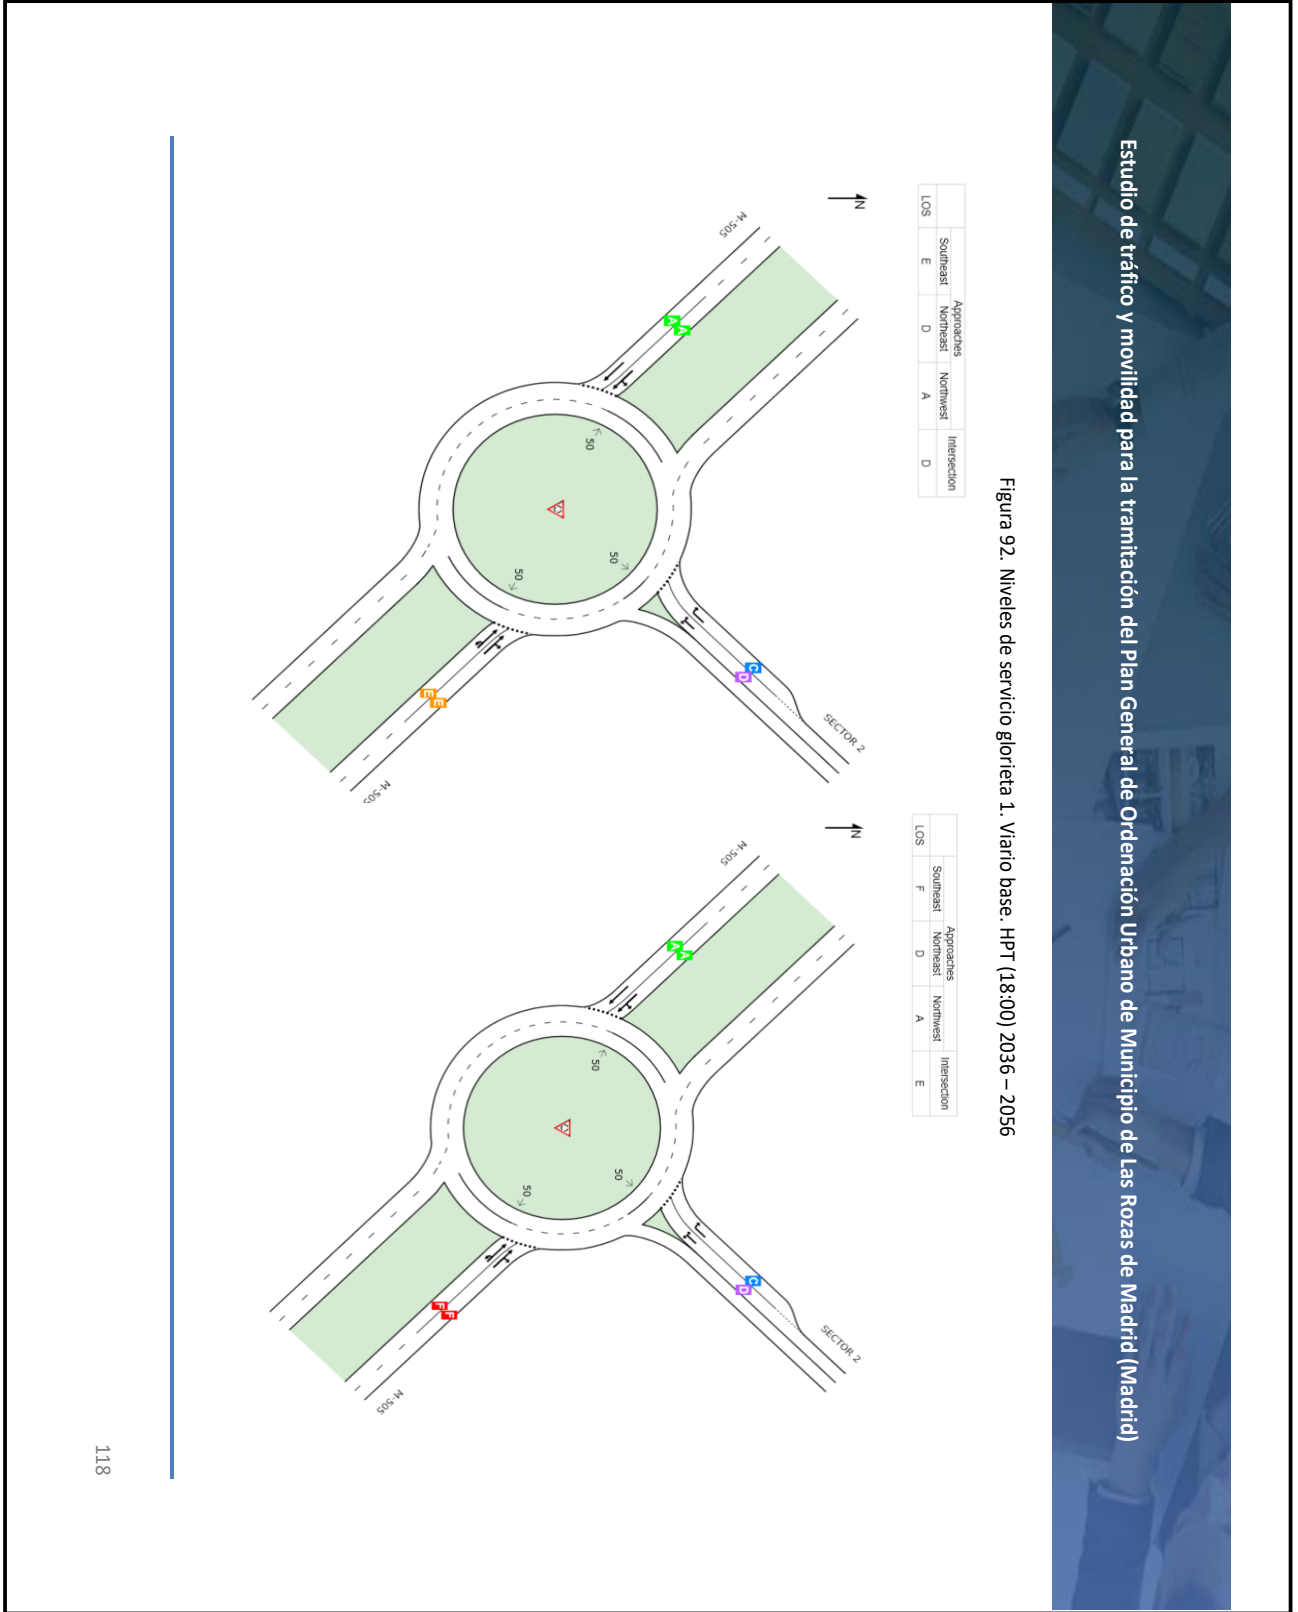 Estudio de tráfico y movilidad para la tramitación del Plan General de Ordenación Urbano de Municipio de Las Rozas de Madrid (Madrid)
Figura 92. Niveles de servicio glorieta 1. Viario base. HPT (18:00) 2036 – 2056
Approaches Intersection
Southeast Northeast Northwest
LOS E D A D
N
M-505
A
A
50
50
50
C
D
SECTOR 2
E
E
M-505
Approaches Intersection
Southeast Northeast Northwest
LOS F D A E
N
M-505
A
A
50
50
50
C
D
SECTOR 2
F
F
M-505
118